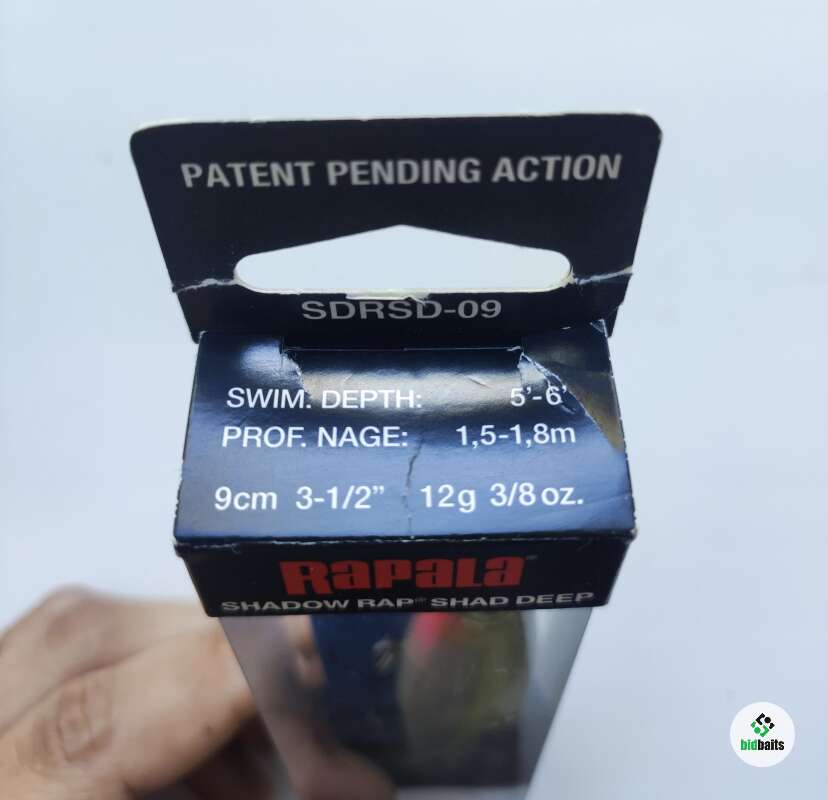 PATENT PENDING ACTION
SDRSD-09
SWIM. DEPTH: 5'-6'
PROF. NAGE: 1,5-1,8m
9cm 3-1/2" 12g 3/8 oz.
RAPALA
SHADOW RAP® SHAD DEEP
bidbaits